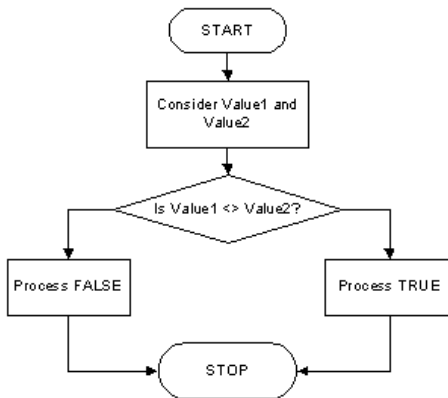 START
Consider Value1 and
Value2
Is Value1 <> Value2?
Process FALSE
Process TRUE
STOP